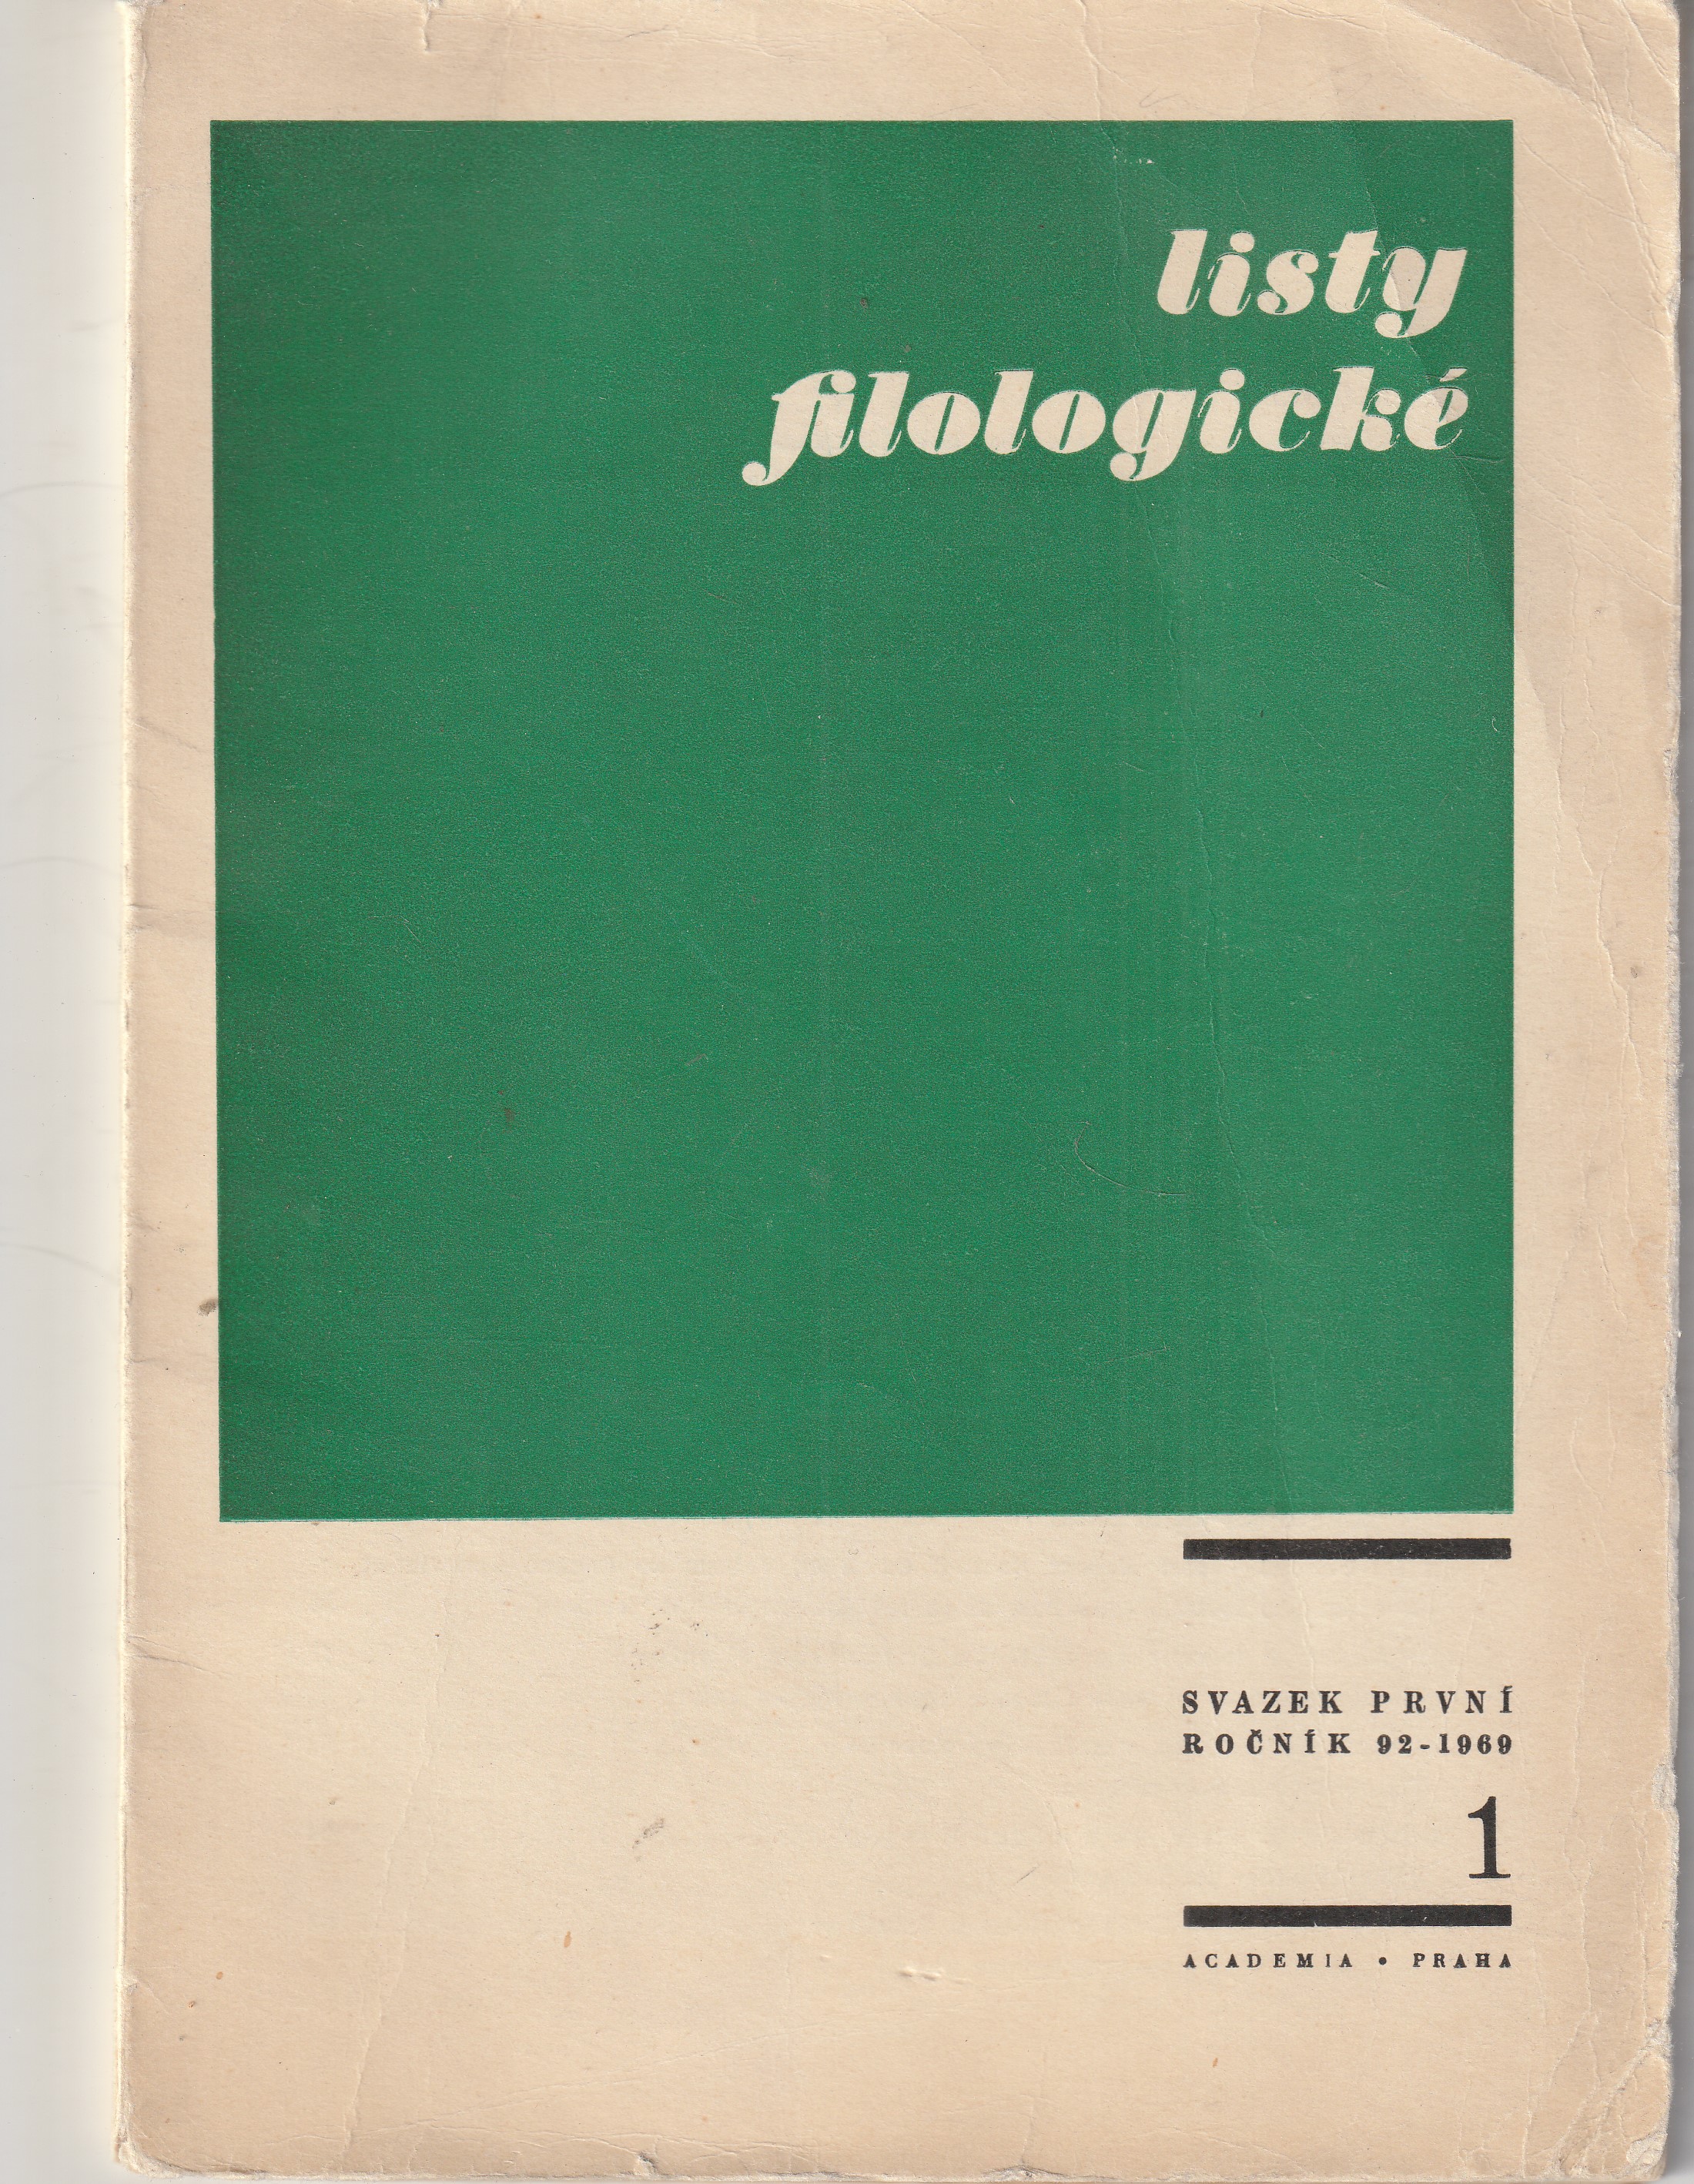 listy
filologické
SVAZEK PRVNÍ
ROČNÍK 92-1969
1
ACADEMIA • PRAHA